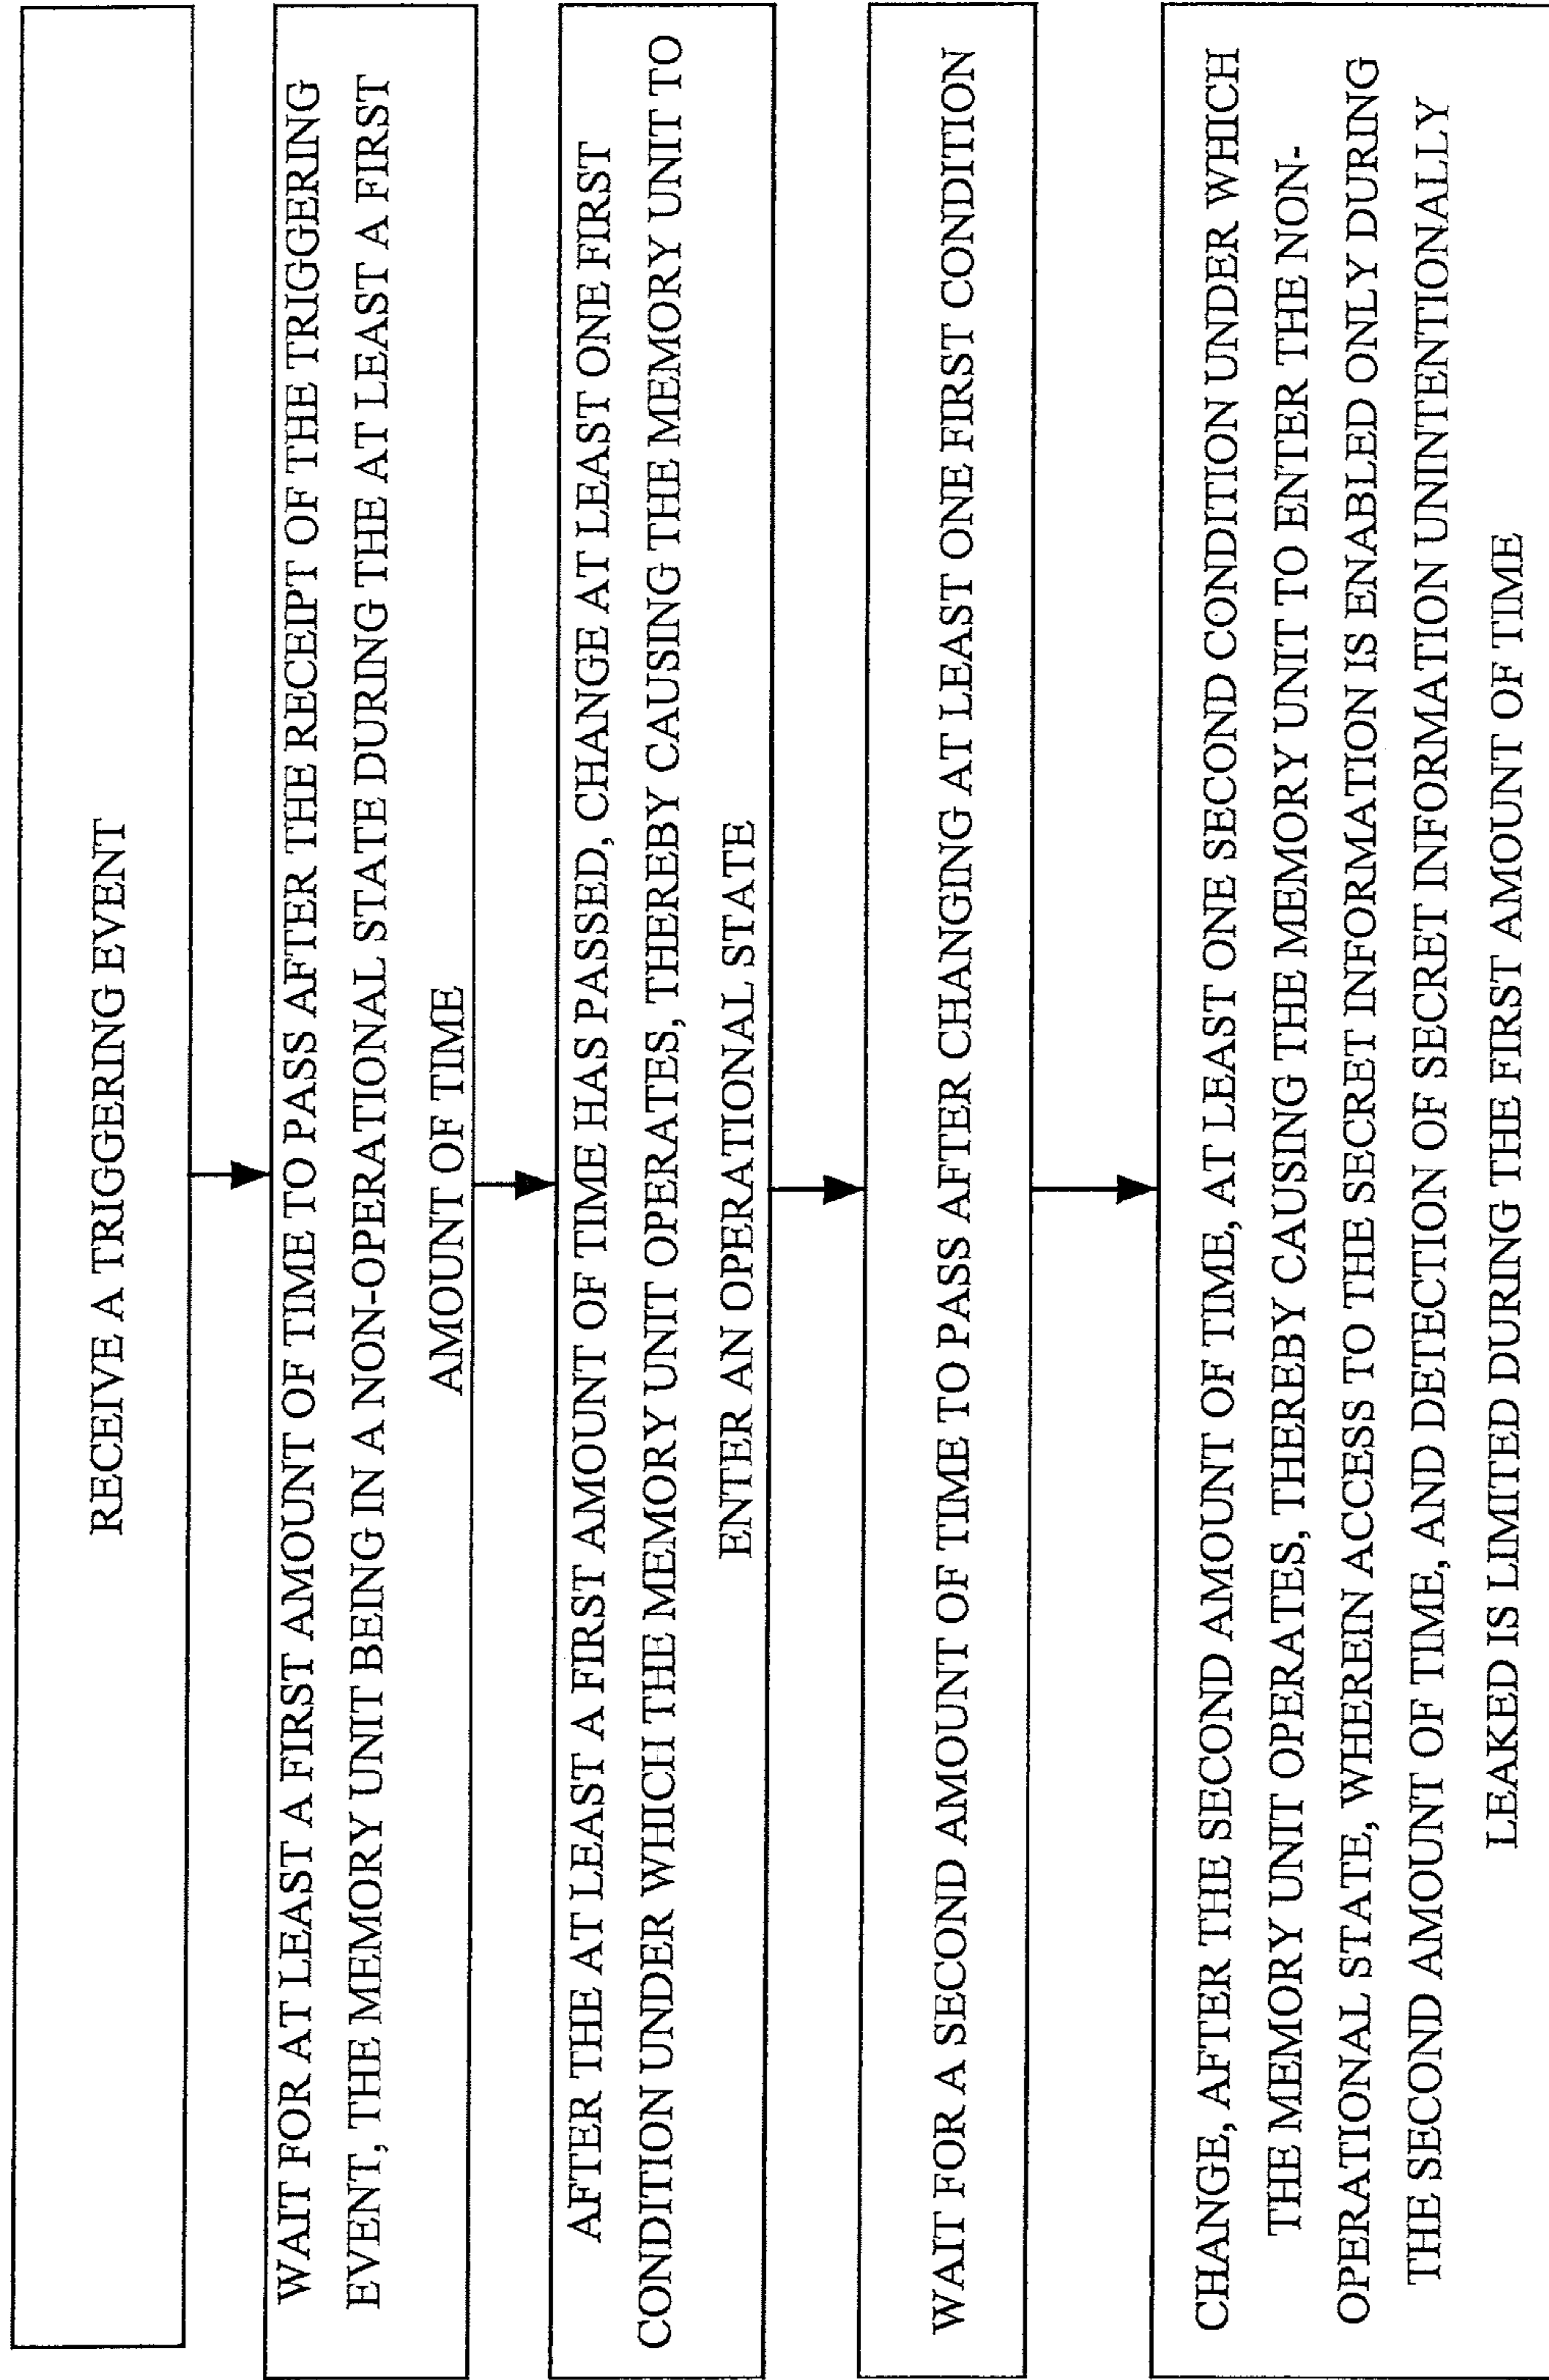 RECEIVE A TRIGGERING EVENT
WAIT FOR AT LEAST A FIRST AMOUNT OF TIME TO PASS AFTER THE RECEIPT OF THE TRIGGERING
EVENT, THE MEMORY UNIT BEING IN A NON-OPERATIONAL STATE DURING THE AT LEAST A FIRST
AMOUNT OF TIME
AFTER THE AT LEAST A FIRST AMOUNT OF TIME HAS PASSED, CHANGE AT LEAST ONE FIRST
CONDITION UNDER WHICH THE MEMORY UNIT OPERATES, THEREBY CAUSING THE MEMORY UNIT TO
ENTER AN OPERATIONAL STATE
WAIT FOR A SECOND AMOUNT OF TIME TO PASS AFTER CHANGING AT LEAST ONE FIRST CONDITION
CHANGE, AFTER THE SECOND AMOUNT OF TIME, AT LEAST ONE SECOND CONDITION UNDER WHICH
THE MEMORY UNIT OPERATES, THEREBY CAUSING THE MEMORY UNIT TO ENTER THE NON-
OPERATIONAL STATE, WHEREIN ACCESS TO THE SECRET INFORMATION IS ENABLED ONLY DURING
THE SECOND AMOUNT OF TIME, AND DETECTION OF SECRET INFORMATION UNINTENTIONALLY
LEAKED IS LIMITED DURING THE FIRST AMOUNT OF TIME